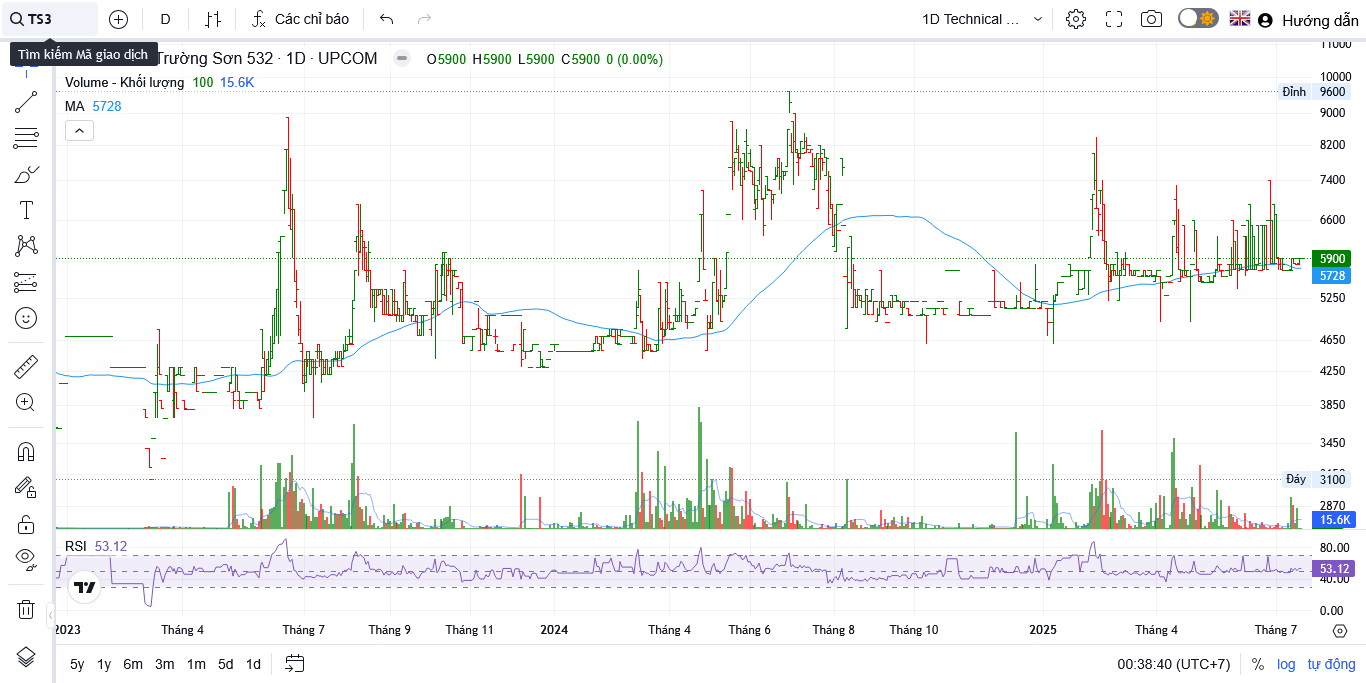 TS3
D
Các chỉ báo
1D Technical ...
Hướng dẫn
Tìm kiếm Mã giao dịch
Trường Sơn 532 · 1D · UPCOM
O5900 H5900 L5900 C5900 0 (0.00%)
Volume - Khối lượng 100 15.6K
MA 5728
11000
10000
Đỉnh 9600
9000
8200
7400
6600
5900
5728
5250
4650
4250
3850
3450
3150
Đáy 3100
2870
15.6K
RSI 53.12
80.00
53.12
40.00
0.00
2023 Tháng 4 Tháng 7 Tháng 9 Tháng 11 2024 Tháng 4 Tháng 6 Tháng 8 Tháng 10 2025 Tháng 4 Tháng 7
5y 1y 6m 3m 1m 5d 1d
00:38:40 (UTC+7) % log tự động